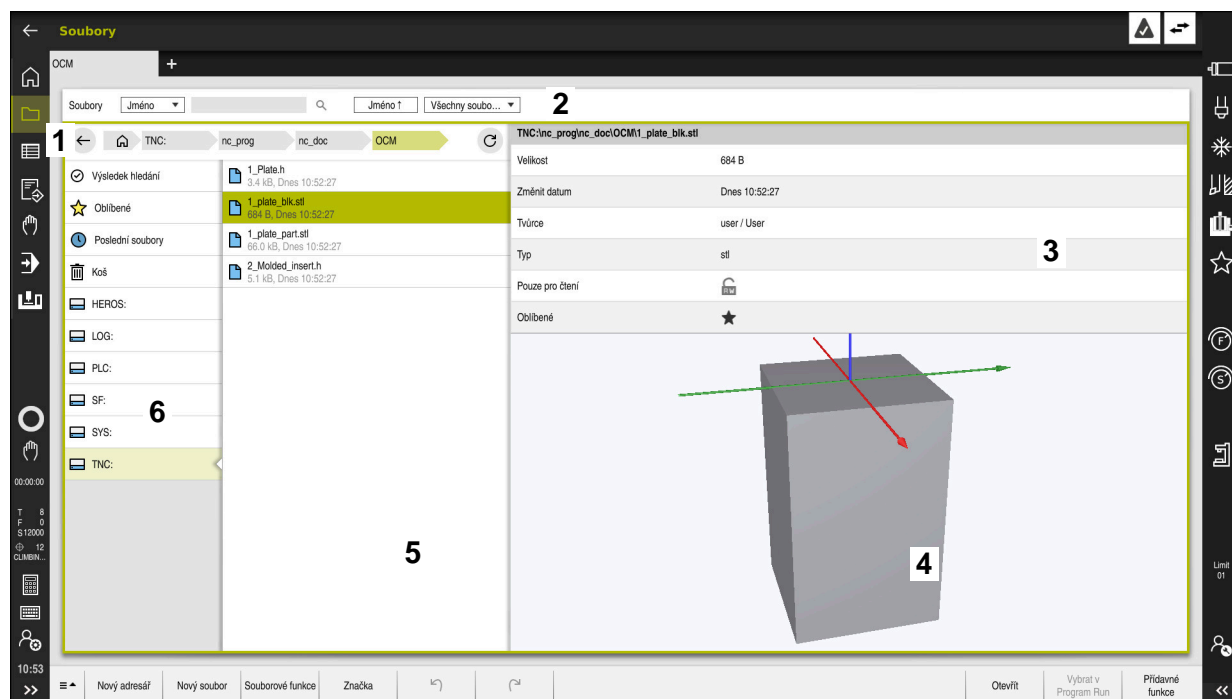 Soubory
OCM
+
Soubory Jméno Jméno ↑ Všechny soubo... 2
1 TNC: nc_prog nc_doc OCM
Výsledek hledání
Oblíbené
Poslední soubory
Koš
HEROS:
LOG:
PLC:
SF:
6
SYS:
TNC:
1_Plate.h
3.4 kB, Dnes 10:52:27
1_plate_blk.stl
684 B, Dnes 10:52:27
1_plate_part.stl
66.0 kB, Dnes 10:52:27
2_Molded_insert.h
5.1 kB, Dnes 10:52:27
5
TNC:\nc_prog\nc_doc\OCM\1_plate_blk.stl
Velikost 684 B
Změnit datum Dnes 10:52:27
Tvůrce user / User
3
Typ stl
Pouze pro čtení RW
Oblíbené
4
00:00:00
T 8
F 0
S 12000
12
CLIMBIN...
10:53
F
S
Limit
01
Nový adresář Nový soubor Souborové funkce Značka Otevřít Vybrat v Program Run Přídavné funkce